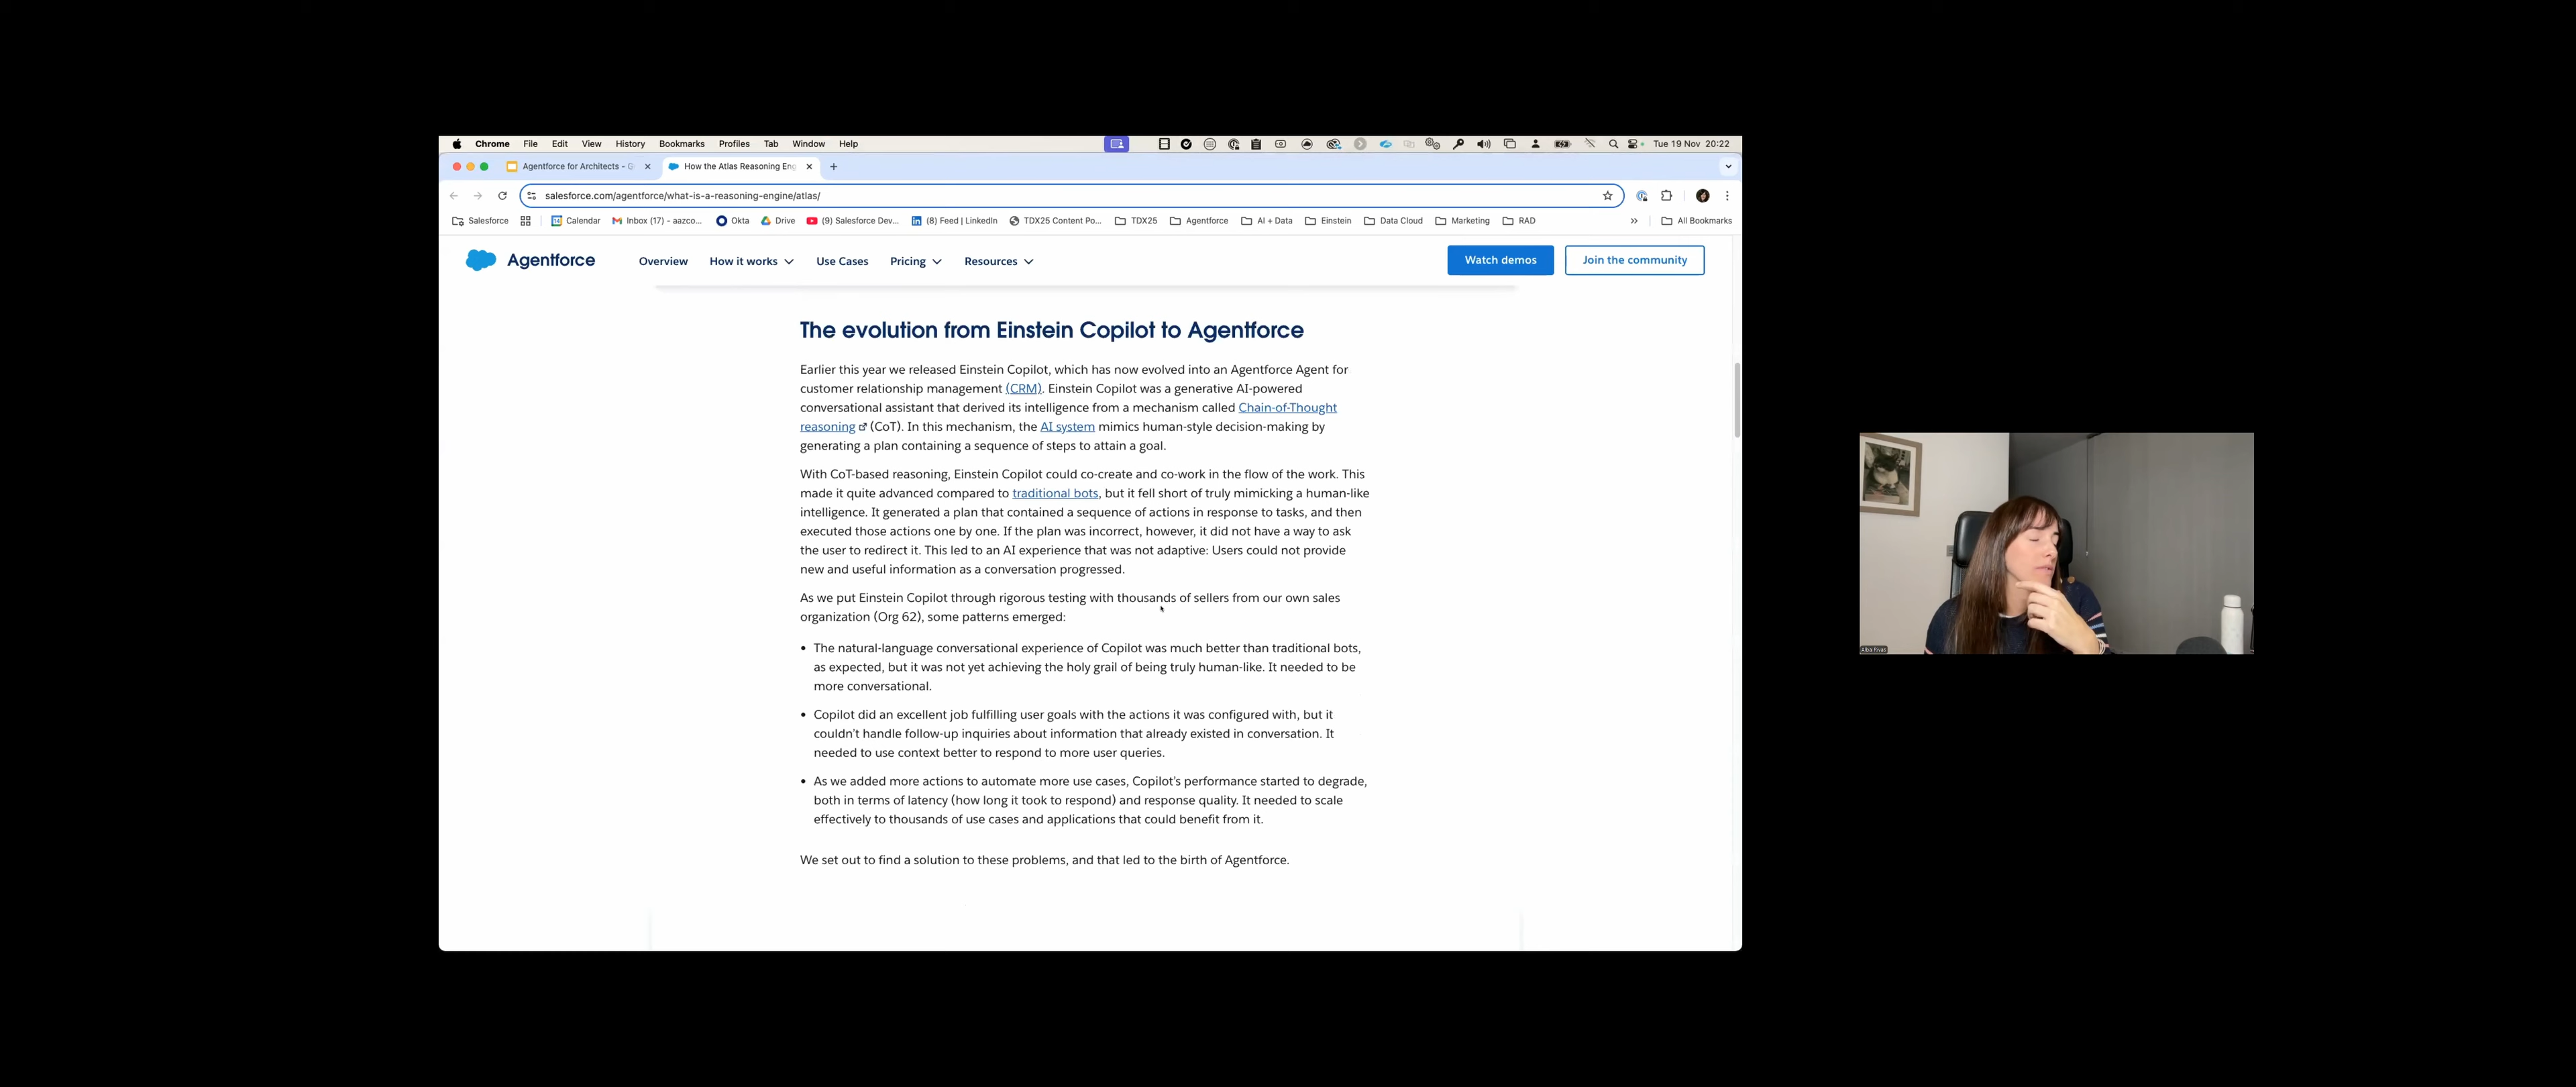 Chrome File Edit View History Bookmarks Profiles Tab Window Help Tue 19 Nov 20:22
Agentforce for Architects - G How the Atlas Reasoning Eng
salesforce.com/agentforce/what-is-a-reasoning-engine/atlas/
Salesforce Calendar Inbox (17) - aazco... Okta Drive (9) Salesforce Dev... (8) Feed | LinkedIn TDX25 Content Po... TDX25 Agentforce AI + Data Einstein Data Cloud Marketing RAD » All Bookmarks
Agentforce Overview How it works Use Cases Pricing Resources Watch demos Join the community
The evolution from Einstein Copilot to Agentforce
Earlier this year we released Einstein Copilot, which has now evolved into an Agentforce Agent for
customer relationship management (CRM). Einstein Copilot was a generative AI-powered
conversational assistant that derived its intelligence from a mechanism called Chain-of-Thought
reasoning (CoT). In this mechanism, the AI system mimics human-style decision-making by
generating a plan containing a sequence of steps to attain a goal.
With CoT-based reasoning, Einstein Copilot could co-create and co-work in the flow of the work. This
made it quite advanced compared to traditional bots, but it fell short of truly mimicking a human-like
intelligence. It generated a plan that contained a sequence of actions in response to tasks, and then
executed those actions one by one. If the plan was incorrect, however, it did not have a way to ask
the user to redirect it. This led to an AI experience that was not adaptive: Users could not provide
new and useful information as a conversation progressed.
As we put Einstein Copilot through rigorous testing with thousands of sellers from our own sales
organization (Org 62), some patterns emerged:
• The natural-language conversational experience of Copilot was much better than traditional bots,
as expected, but it was not yet achieving the holy grail of being truly human-like. It needed to be
more conversational.
• Copilot did an excellent job fulfilling user goals with the actions it was configured with, but it
couldn't handle follow-up inquiries about information that already existed in conversation. It
needed to use context better to respond to more user queries.
• As we added more actions to automate more use cases, Copilot's performance started to degrade,
both in terms of latency (how long it took to respond) and response quality. It needed to scale
effectively to thousands of use cases and applications that could benefit from it.
We set out to find a solution to these problems, and that led to the birth of Agentforce.
Alba Rivas